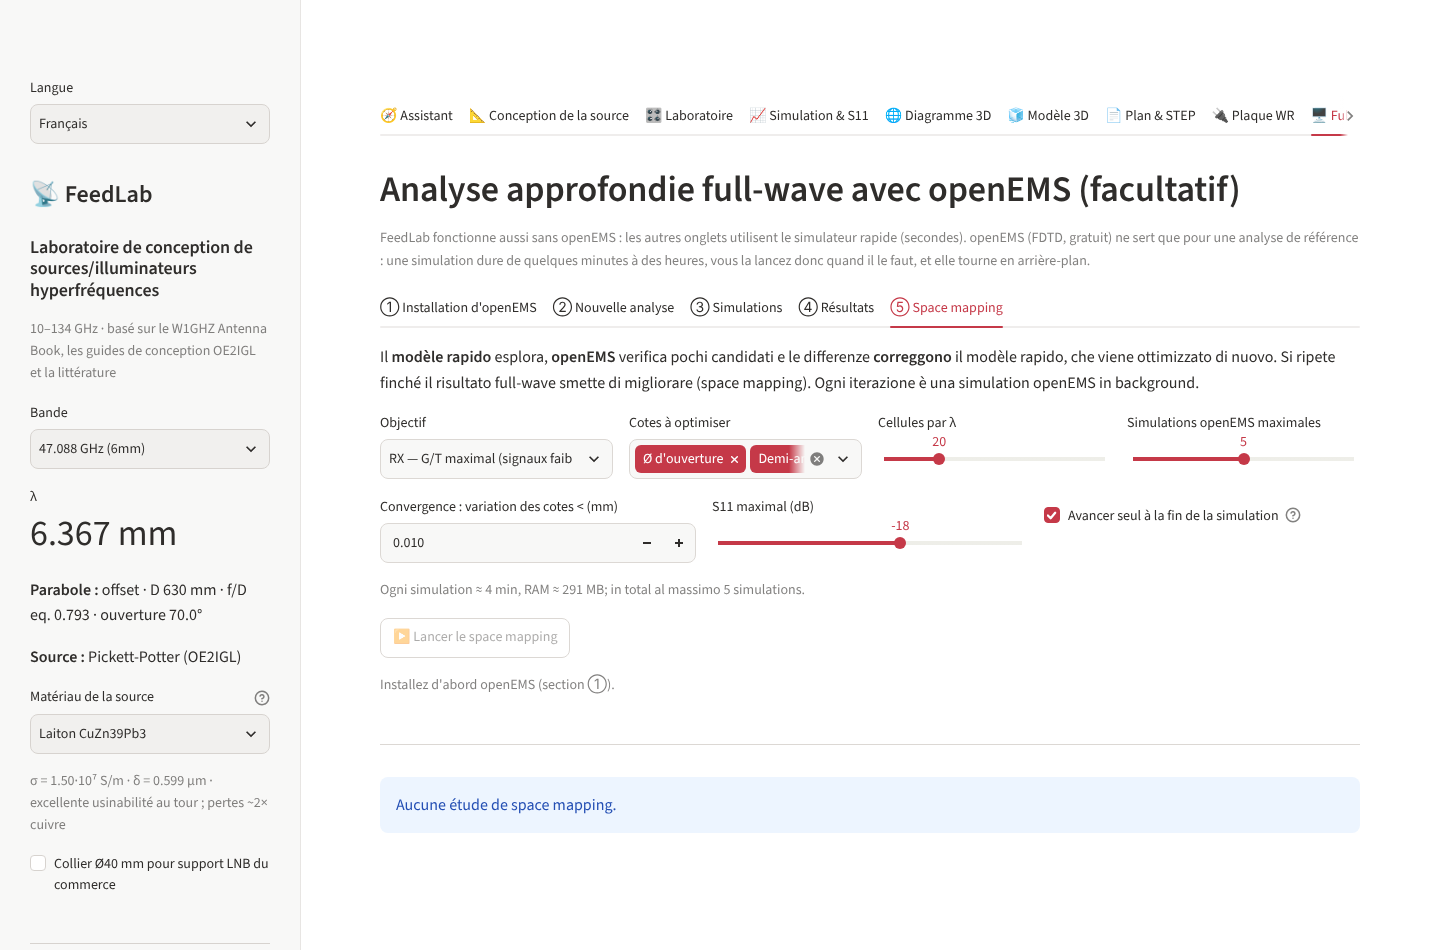 Langue
Français
📡 FeedLab
Laboratoire de conception de
sources/illuminateurs
hyperfréquences
10–134 GHz · basé sur le W1GHZ Antenna
Book, les guides de conception OE2IGL
et la littérature
Bande
47.088 GHz (6mm)
λ
6.367 mm
Parabole : offset · D 630 mm · f/D
eq. 0.793 · ouverture 70.0°
Source : Pickett-Potter (OE2IGL)
Matériau de la source
Laiton CuZn39Pb3
σ = 1.50·10⁷ S/m · δ = 0.599 µm ·
excellente usinabilité au tour ; pertes ~2×
cuivre
Collier Ø40 mm pour support LNB du
commerce
🧭 Assistant 📐 Conception de la source 🎛️ Laboratoire 📈 Simulation & S11 🌐 Diagramme 3D 🧊 Modèle 3D 📄 Plan & STEP 🔌 Plaque WR 🖥️ Fu
Analyse approfondie full-wave avec openEMS (facultatif)
FeedLab fonctionne aussi sans openEMS : les autres onglets utilisent le simulateur rapide (secondes). openEMS (FDTD, gratuit) ne sert que pour une analyse de référence
: une simulation dure de quelques minutes à des heures, vous la lancez donc quand il le faut, et elle tourne en arrière-plan.
① Installation d'openEMS ② Nouvelle analyse ③ Simulations ④ Résultats ⑤ Space mapping
Il modèle rapido esplora, openEMS verifica pochi candidati e le differenze correggono il modèle rapido, che viene ottimizzato di nuovo. Si ripete
finché il risultato full-wave smette di migliorare (space mapping). Ogni iterazione è una simulation openEMS in background.
Objectif Cotes à optimiser Cellules par λ Simulations openEMS maximales
20 5
RX — G/T maximal (signaux faib Ø d'ouverture Demi-a
Convergence : variation des cotes < (mm) S11 maximal (dB)
-18
Avancer seul à la fin de la simulation
0.010
Ogni simulation ≈ 4 min, RAM ≈ 291 MB; in total al massimo 5 simulations.
▶️ Lancer le space mapping
Installez d'abord openEMS (section ①).
Aucune étude de space mapping.